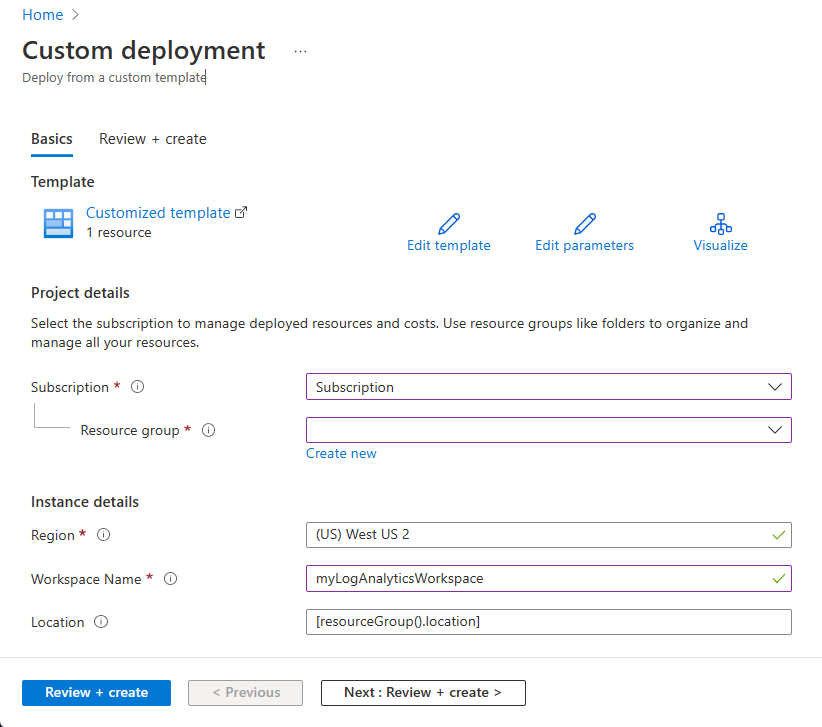 Home >
Custom deployment ...
Deploy from a custom template
Basics Review + create
Template
Customized template
1 resource
Edit template Edit parameters Visualize
Project details
Select the subscription to manage deployed resources and costs. Use resource groups like folders to organize and
manage all your resources.
Subscription * Subscription
Resource group *
Create new
Instance details
Region * (US) West US 2
Workspace Name * myLogAnalyticsWorkspace
Location [resourceGroup().location]
Review + create < Previous Next : Review + create >